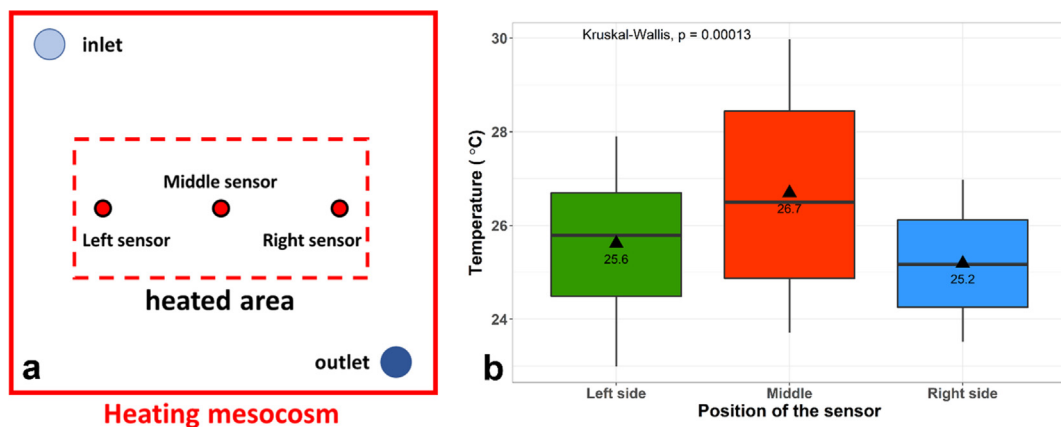 inlet
Middle sensor
Left sensor
Right sensor
heated area
outlet
a
Heating mesocosm
Kruskal-Wallis, p = 0.00013
30
28
26
24
Temperature ( °C)
25.6
26.7
25.2
Left side
Middle
Right side
Position of the sensor
b